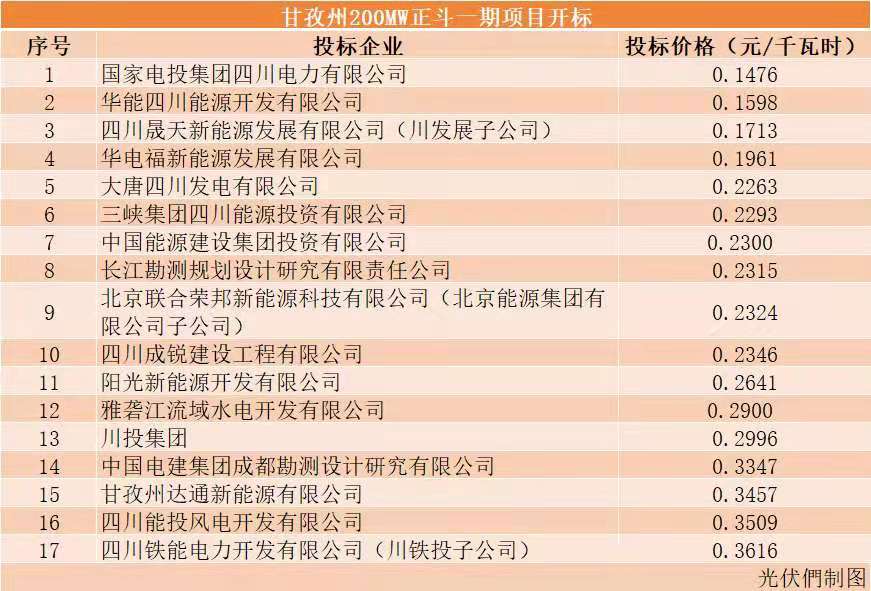 甘孜州200MW正斗一期项目开标
序号 投标企业 投标价格（元/千瓦时）
1 国家电投集团四川电力有限公司 0.1476
2 华能四川能源开发有限公司 0.1598
3 四川晟天新能源发展有限公司（川发展子公司） 0.1713
4 华电福新能源发展有限公司 0.1961
5 大唐四川发电有限公司 0.2263
6 三峡集团四川能源投资有限公司 0.2293
7 中国能源建设集团投资有限公司 0.2300
8 长江勘测规划设计研究有限责任公司 0.2315
9 北京联合荣邦新能源科技有限公司（北京能源集团有
限公司子公司） 0.2324
10 四川成锐建设工程有限公司 0.2346
11 阳光新能源开发有限公司 0.2641
12 雅砻江流域水电开发有限公司 0.2900
13 川投集团 0.2996
14 中国电建集团成都勘测设计研究有限公司 0.3347
15 甘孜州达通新能源有限公司 0.3457
16 四川能投风电开发有限公司 0.3509
17 四川铁能电力开发有限公司（川铁投子公司） 0.3616
光伏們制图